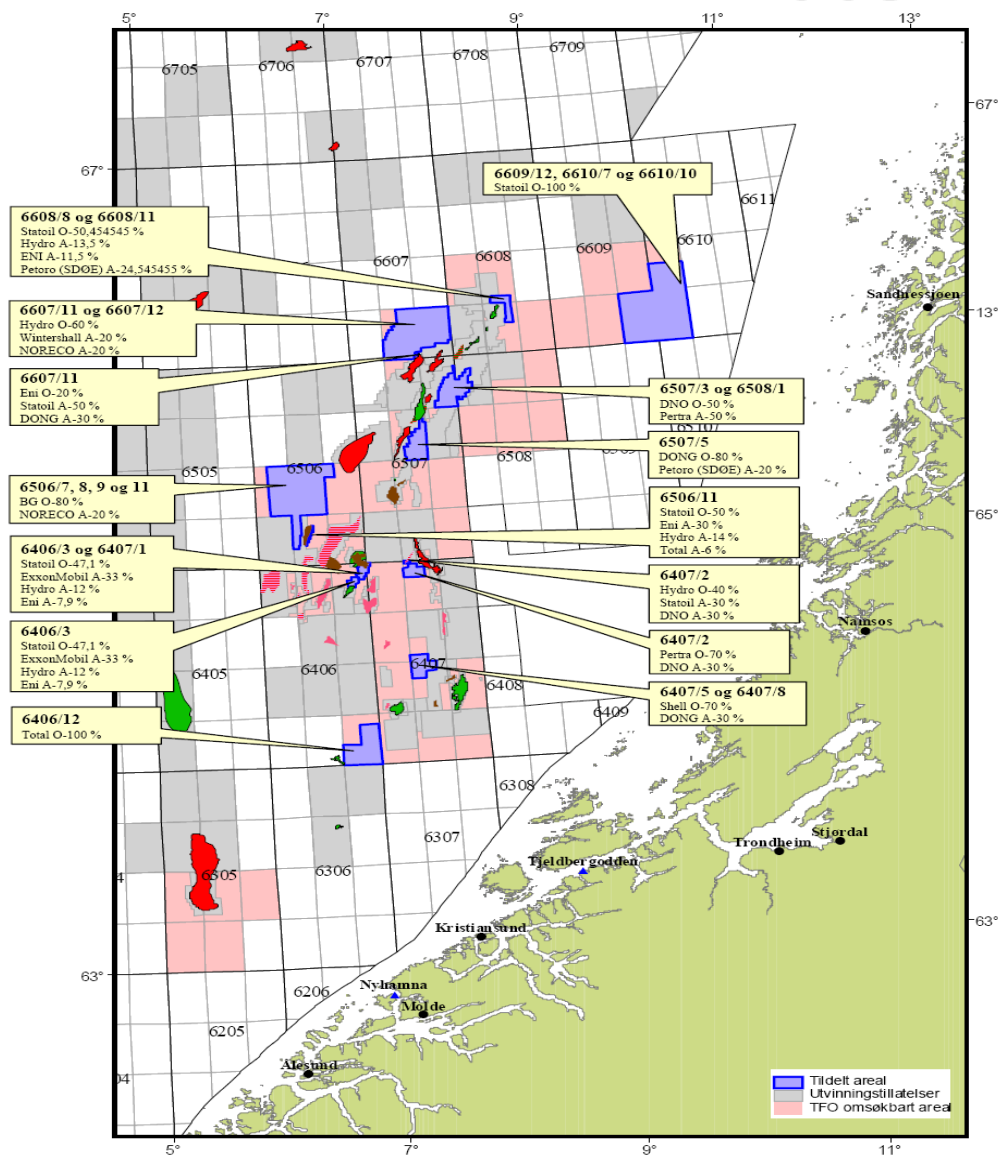 5° 7° 9° 11° 13°
6705
6706
6707
6708
6709
67°
67°
6609/12, 6610/7 og 6610/10
Statoil O-100 %
6611
6608/8 og 6608/11
Statoil O-50,454545 %
Hydro A-13,5 %
ENI A-11,5 %
Petoro (SDØE) A-24,545455 %
6607
6608
6609
6610
Sandnessjøen
13°
6607/11 og 6607/12
Hydro O-60 %
Wintershall A-20 %
NORECO A-20 %
6607/11
Eni O-20 %
Statoil A-50 %
DONG A-30 %
6507/3 og 6508/1
DNO O-50 %
Pertra A-50 %
6507/5
DONG O-80 %
Petoro (SDØE) A-20 %
6505
6506
6507
6508
6506/7, 8, 9 og 11
BG O-80 %
NORECO A-20 %
6506/11
Statoil O-50 %
Eni A-30 %
Hydro A-14 %
Total A-6 %
65°
6406/3 og 6407/1
Statoil O-47,1 %
ExxonMobil A-33 %
Hydro A-12 %
Eni A-7,9 %
6407/2
Hydro O-40 %
Statoil A-30 %
DNO A-30 %
Namsos
6406/3
Statoil O-47,1 %
ExxonMobil A-33 %
Hydro A-12 %
Eni A-7,9 %
6407/2
Pertra O-70 %
DNO A-30 %
6405
6406
6407
6408
6409
6407/5 og 6407/8
Shell O-70 %
DONG A-30 %
6406/12
Total O-100 %
6308
6307
6306
6305
Stjørdal
Trondheim
Tjeldbergodden
63°
Kristiansund
63°
Nyhamna
Molde
6206
6205
Ålesund
Tildelt areal
Utvinningstillatelser
TFO omsøkbart areal
5° 7° 9° 11°